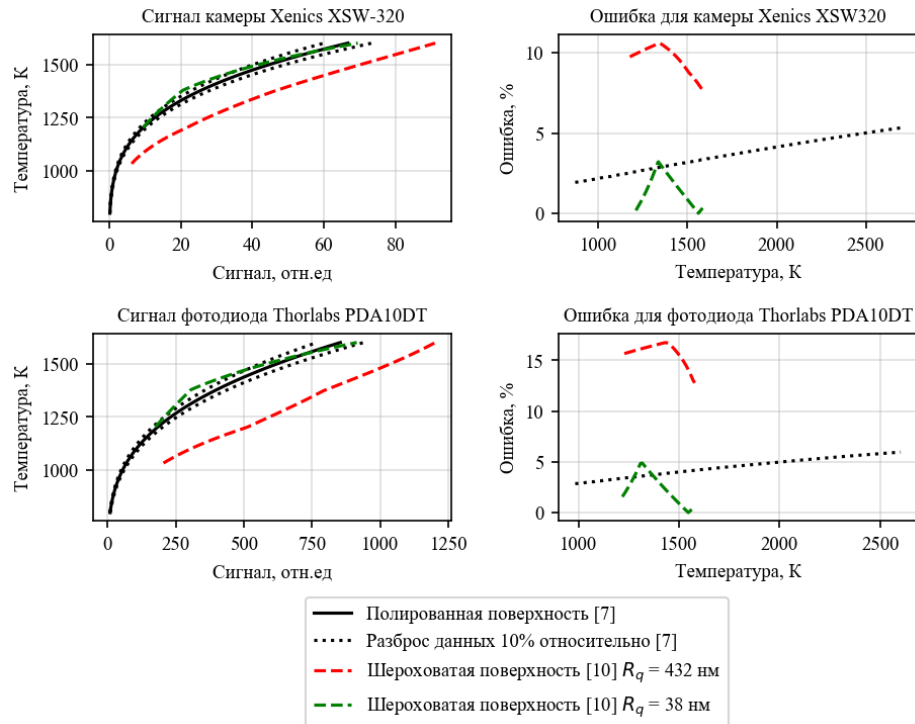 Сигнал камеры Xenics XSW-320
Температура, К
1500
1250
1000
0
20
40
60
80
Сигнал, отн.ед
Ошибка для камеры Xenics XSW320
Ошибка, %
10
5
0
1000
1500
2000
2500
Температура, К
Сигнал фотодиода Thorlabs PDA10DT
Температура, К
1500
1250
1000
0
250
500
750
1000
1250
Сигнал, отн.ед
Ошибка для фотодиода Thorlabs PDA10DT
Ошибка, %
15
10
5
0
1000
1500
2000
2500
Температура, К
Полированная поверхность [7]
Разброс данных 10% относительно [7]
Шероховатая поверхность [10] Rq = 432 нм
Шероховатая поверхность [10] Rq = 38 нм